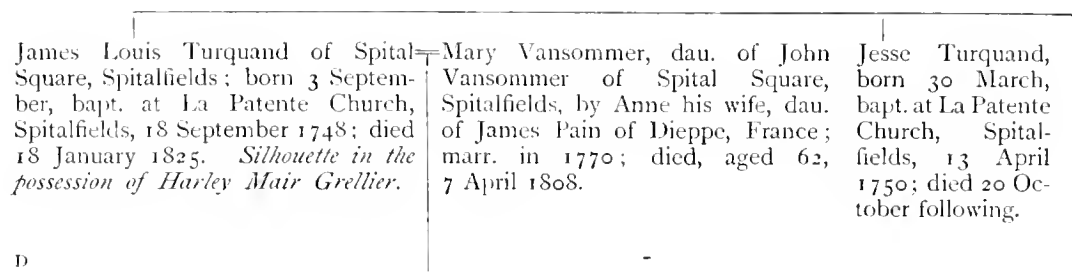 James Louis Turquand of Spital
Square, Spitalfields; born 3 Septem-
ber, bapt. at La Patente Church,
Spitalfields, 18 September 1748; died
18 January 1825. Silhouette in the
possession of Harley Mair Grellier.
Mary Vansommer, dau. of John
Vansommer of Spital Square,
Spitalfields, by Anne his wife, dau.
of James Pain of Dieppe, France;
marr. in 1770; died, aged 62,
7 April 1808.
Jesse Turquand,
born 30 March,
bapt. at La Patente
Church, Spital-
fields, 13 April
1750; died 20 Oc-
tober following.
D